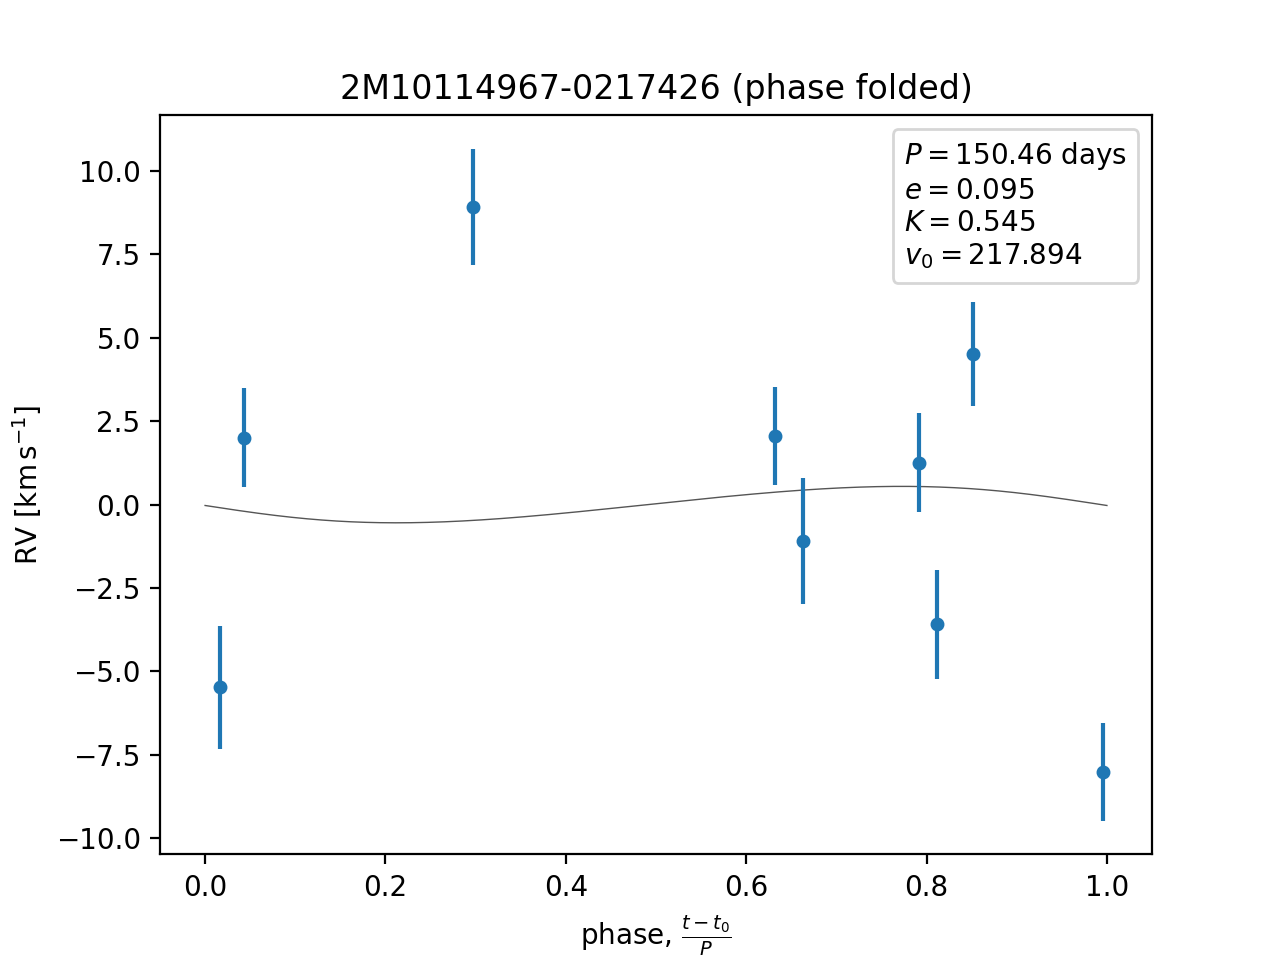 2M10114967-0217426 (phase folded)
P = 150.46 days
e = 0.095
K = 0.545
v₀ = 217.894
RV [km s⁻¹]
10.0
7.5
5.0
2.5
0.0
−2.5
−5.0
−7.5
−10.0
0.0 0.2 0.4 0.6 0.8 1.0
phase, (t − t₀)/P